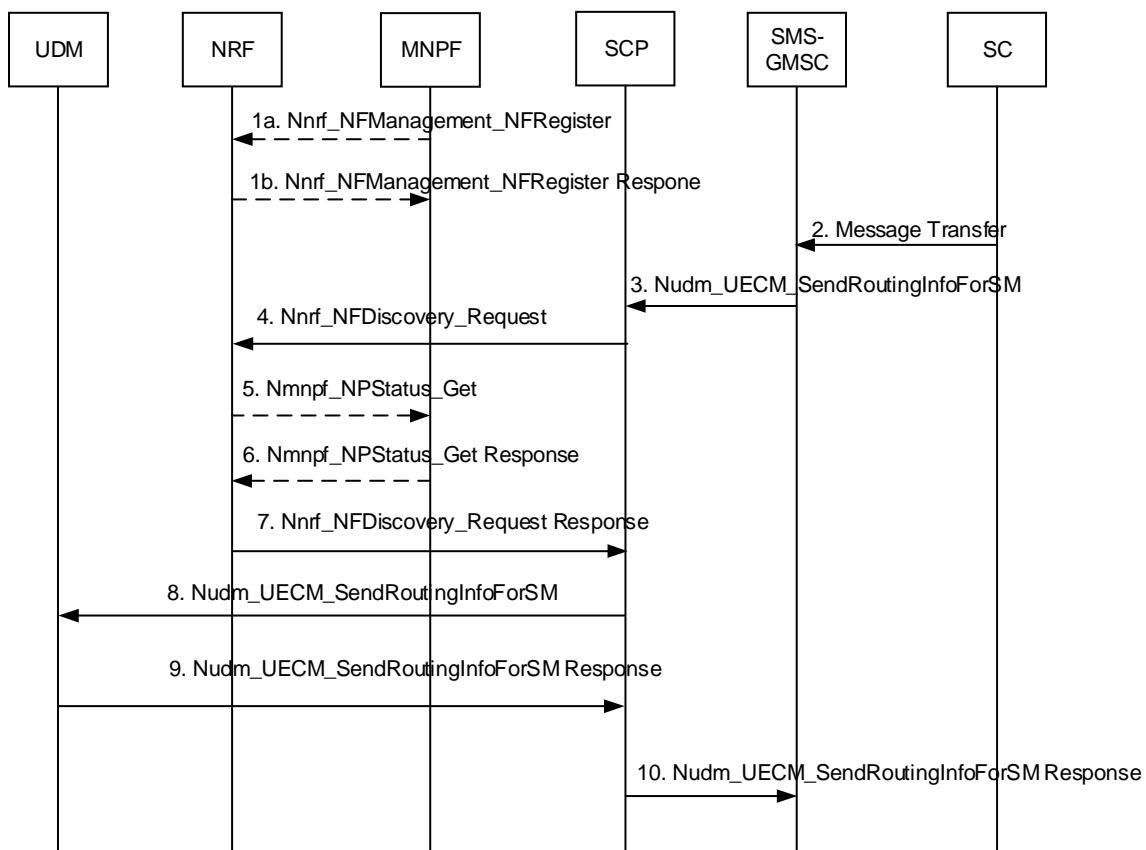 UDM
NRF
MNPF
SCP
SMS-
GMSC
SC
1a. Nnrf_NFManagement_NFRegister
1b. Nnrf_NFManagement_NFRegister Respone
2. Message Transfer
3. Nudm_UECM_SendRoutingInfoForSM
4. Nnrf_NFDiscovery_Request
5. Nmnpf_NPStatus_Get
6. Nmnpf_NPStatus_Get Response
7. Nnrf_NFDiscovery_Request Response
8. Nudm_UECM_SendRoutingInfoForSM
9. Nudm_UECM_SendRoutingInfoForSM Response
10. Nudm_UECM_SendRoutingInfoForSM Response